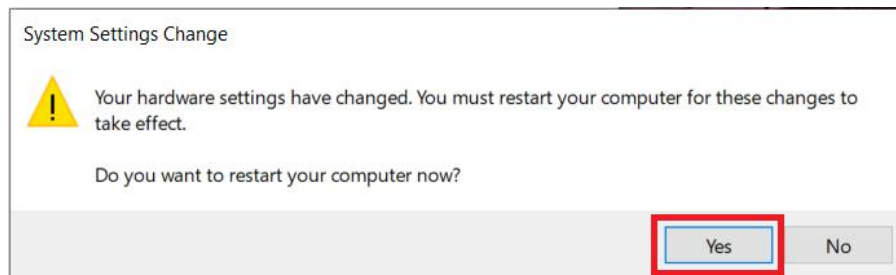 System Settings Change
Your hardware settings have changed. You must restart your computer for these changes to
take effect.
Do you want to restart your computer now?
Yes No